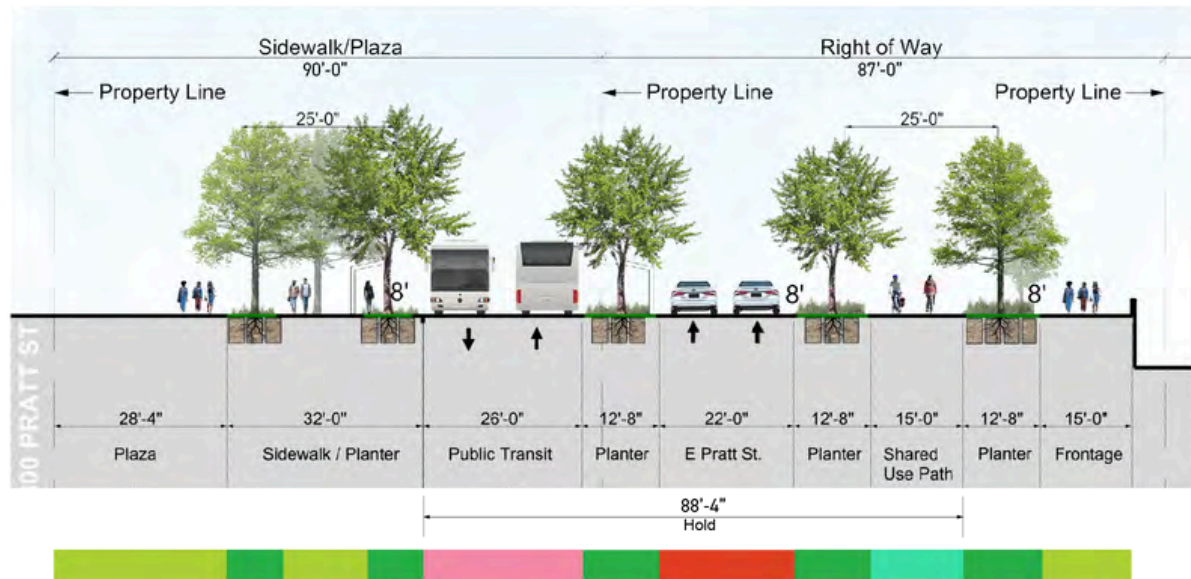 Sidewalk/Plaza
90'-0"
Right of Way
87'-0"
Property Line
Property Line
Property Line
25'-0"
25'-0"
8'
8'
8'
00 PRATT ST
28'-4"
32'-0"
26'-0"
12'-8"
22'-0"
12'-8"
15'-0"
12'-8"
15'-0"
Plaza
Sidewalk / Planter
Public Transit
Planter
E Pratt St.
Planter
Shared
Use Path
Planter
Frontage
88'-4"
Hold